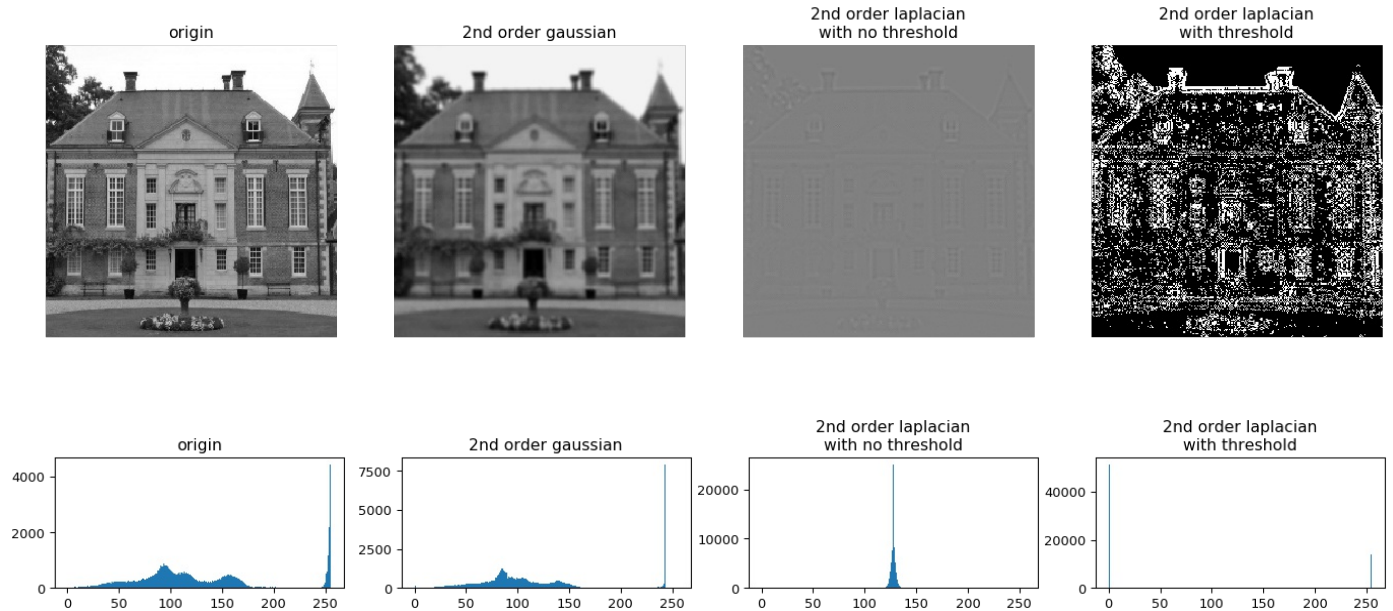 origin
2nd order gaussian
2nd order laplacian
with no threshold
2nd order laplacian
with threshold
origin
2nd order gaussian
2nd order laplacian
with no threshold
2nd order laplacian
with threshold
4000
2000
0
0 50 100 150 200 250
7500
5000
2500
0
0 50 100 150 200 250
20000
10000
0
0 50 100 150 200 250
40000
20000
0
0 50 100 150 200 250